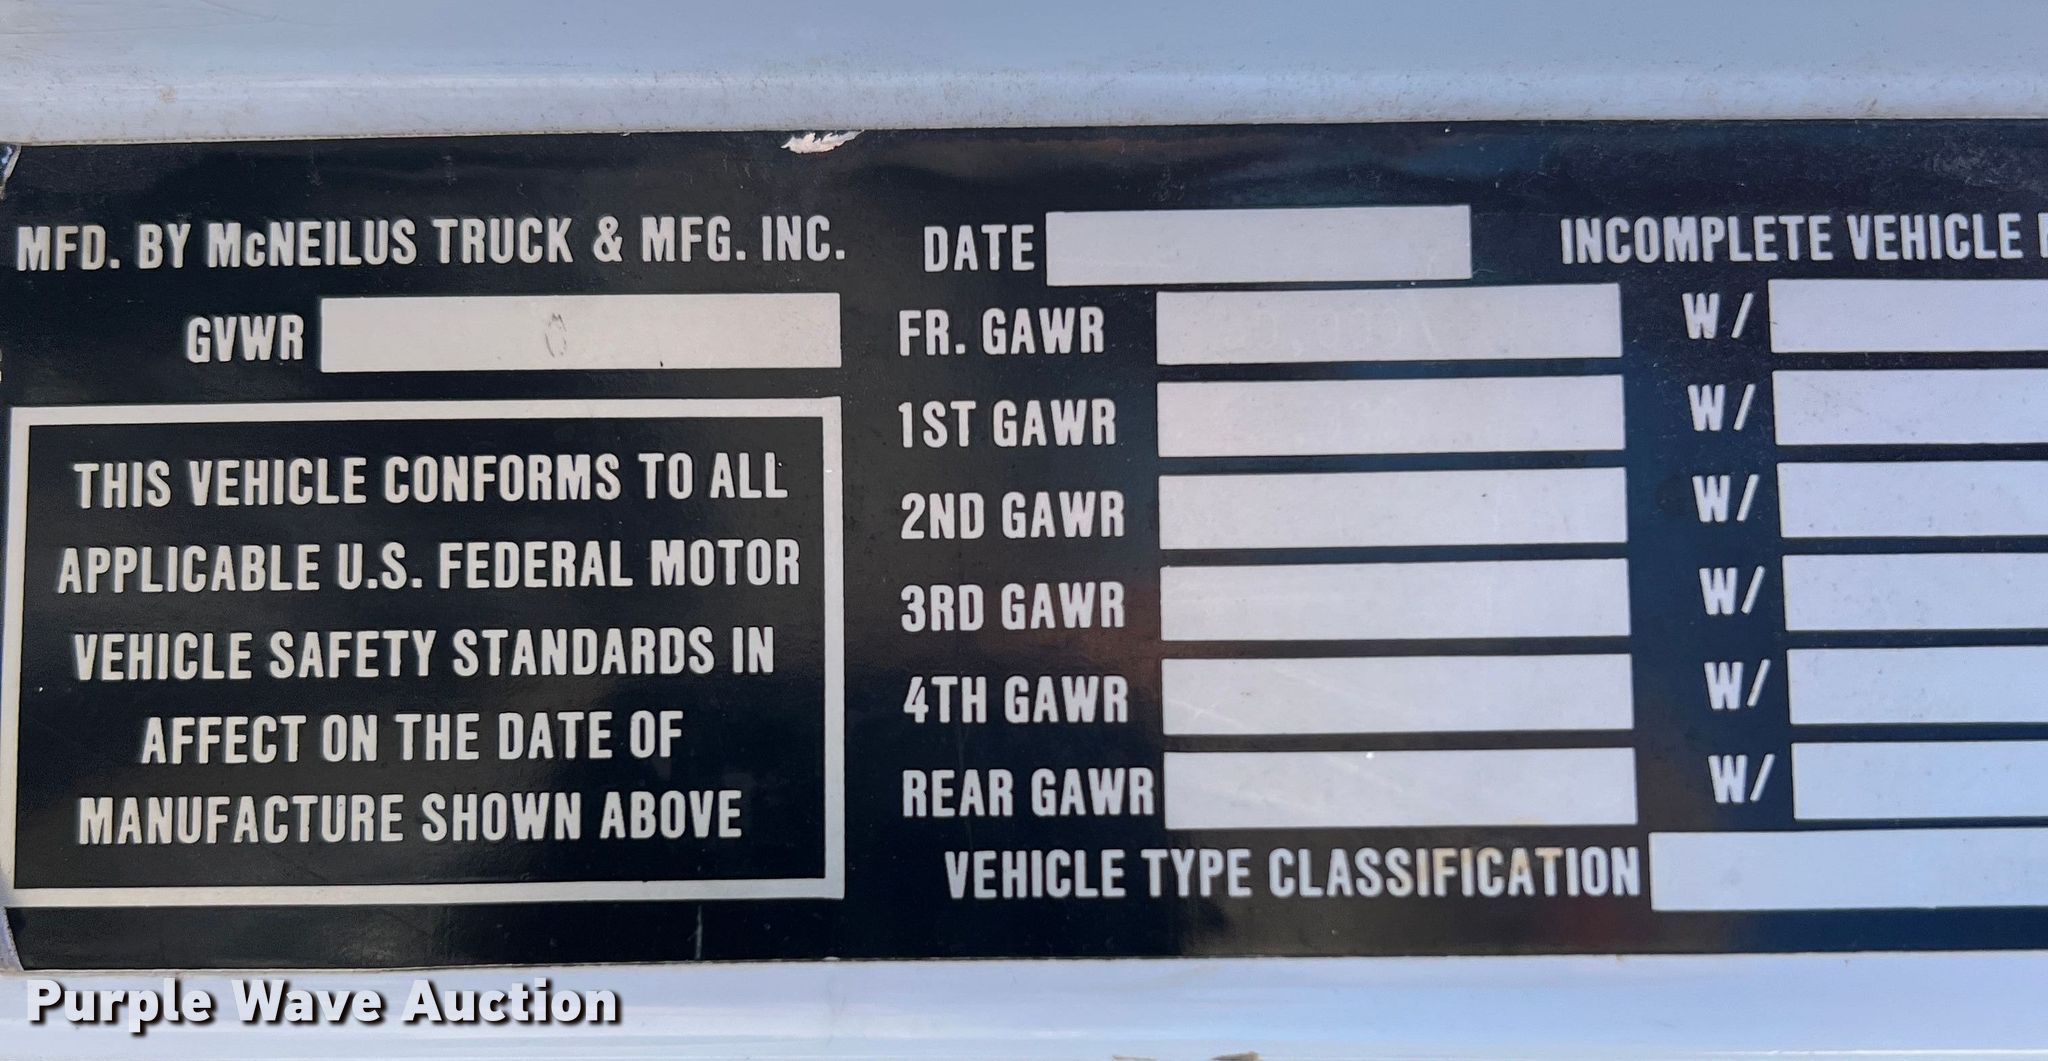 MFD. BY McNEILUS TRUCK & MFG. INC.
GVWR
THIS VEHICLE CONFORMS TO ALL
APPLICABLE U.S. FEDERAL MOTOR
VEHICLE SAFETY STANDARDS IN
AFFECT ON THE DATE OF
MANUFACTURE SHOWN ABOVE
DATE
INCOMPLETE VEHICLE
FR. GAWR W/
1ST GAWR W/
2ND GAWR W/
3RD GAWR W/
4TH GAWR W/
REAR GAWR W/
VEHICLE TYPE CLASSIFICATION
Purple Wave Auction